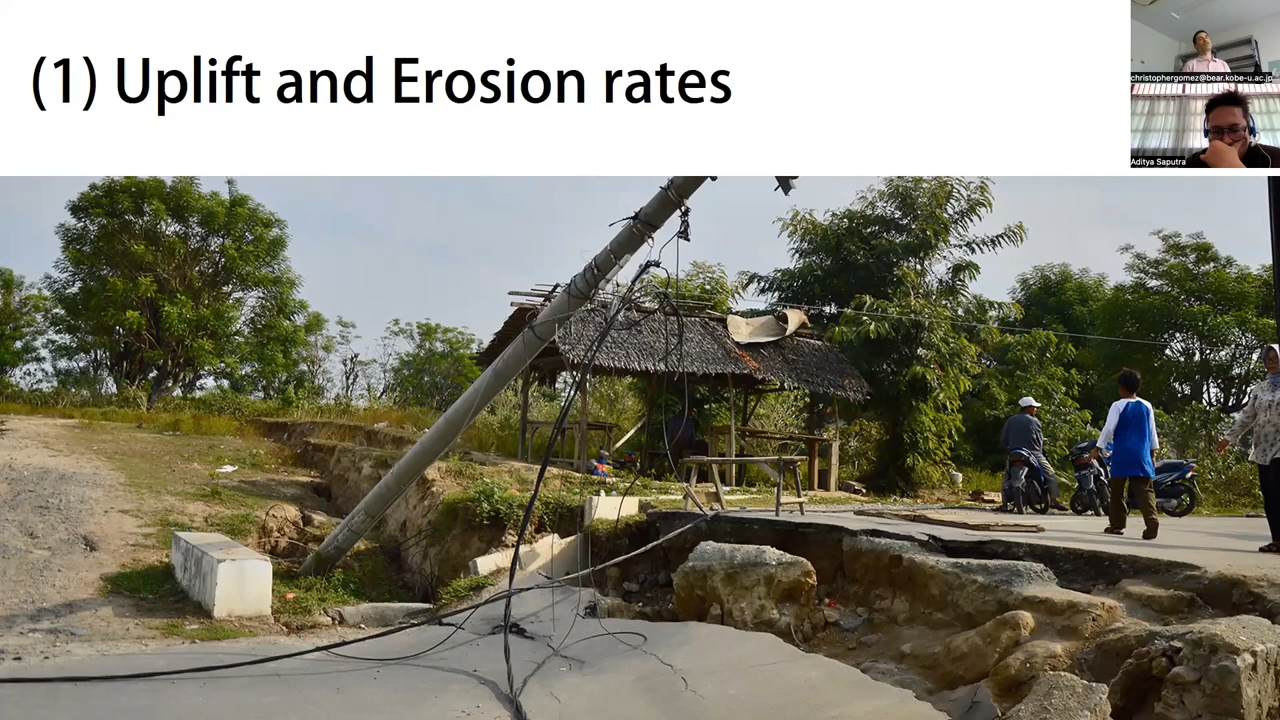 (1) Uplift and Erosion rates
christophergomez@bear.kobe-u.ac.jp
Aditya Saputra